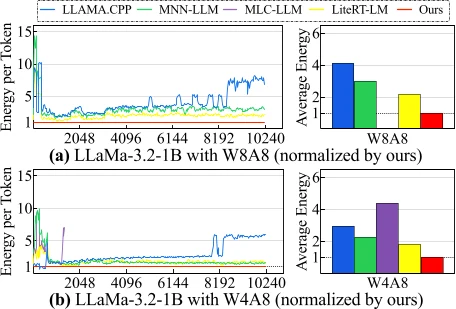 LLAMA.CPP MNN-LLM MLC-LLM LiteRT-LM Ours
Energy per Token
15
10
5
1
2048 4096 6144 8192 10240
Average Energy
6
4
2
1
W8A8
(a) LLaMa-3.2-1B with W8A8 (normalized by ours)
Energy per Token
15
10
5
1
2048 4096 6144 8192 10240
Average Energy
6
4
2
1
W4A8
(b) LLaMa-3.2-1B with W4A8 (normalized by ours)